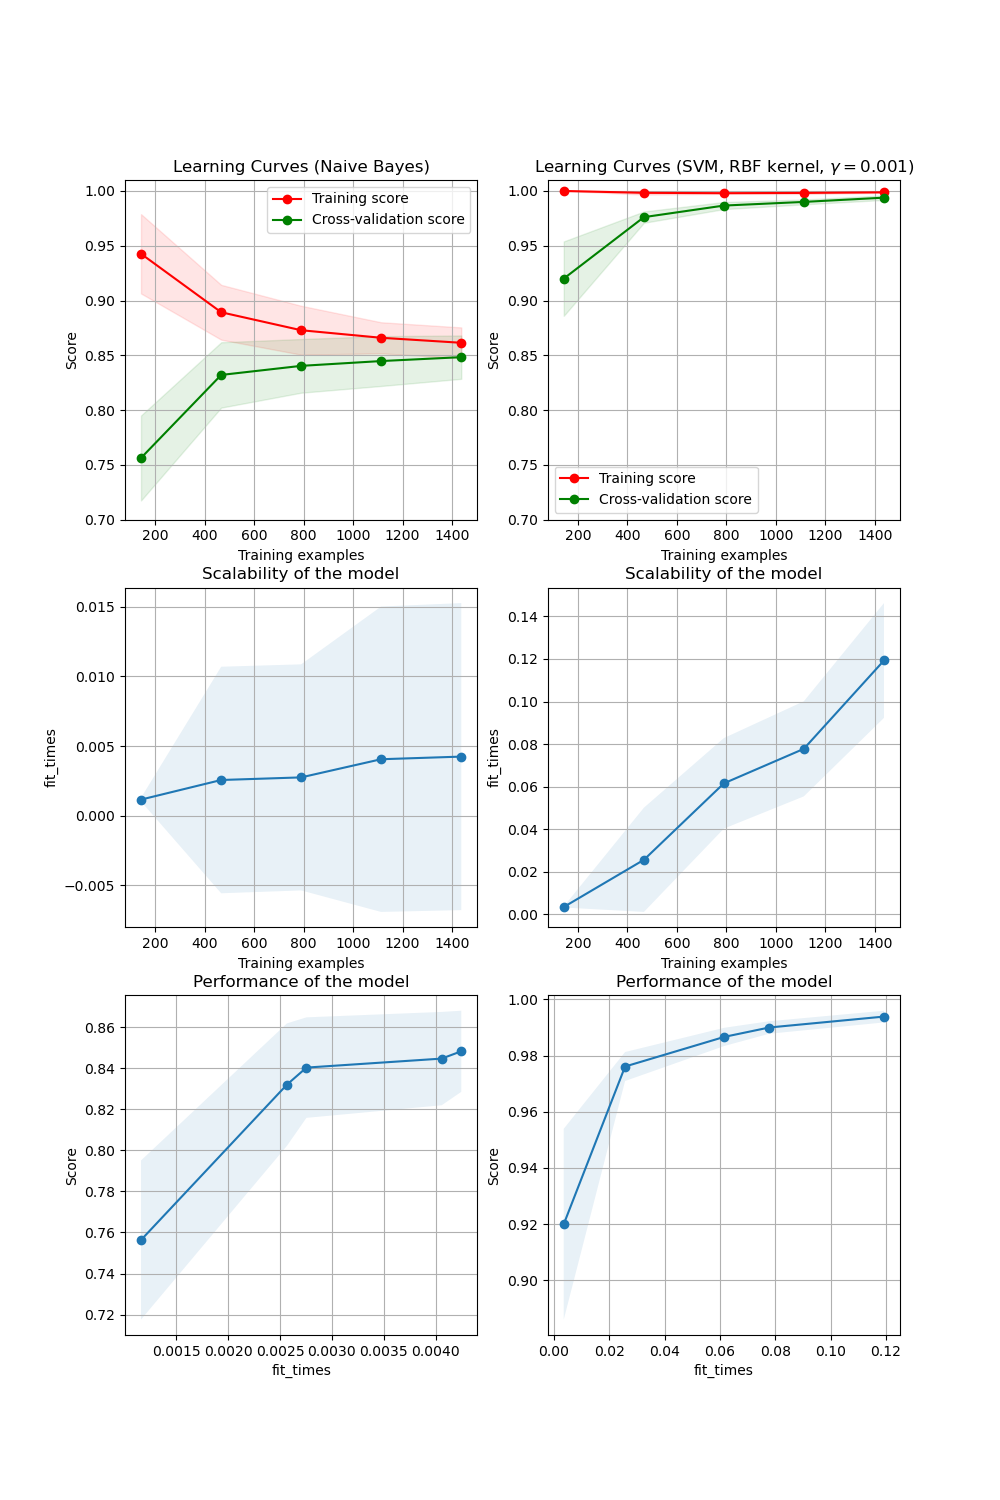 Learning Curves (Naive Bayes)
1.00
0.95
0.90
0.85
0.80
0.75
0.70
Score
Training score
Cross-validation score
200 400 600 800 1000 1200 1400
Training examples
Learning Curves (SVM, RBF kernel, γ = 0.001)
1.00
0.95
0.90
0.85
0.80
0.75
0.70
Score
Training score
Cross-validation score
200 400 600 800 1000 1200 1400
Training examples
Scalability of the model
0.015
0.010
0.005
0.000
−0.005
fit_times
200 400 600 800 1000 1200 1400
Training examples
Scalability of the model
0.14
0.12
0.10
0.08
0.06
0.04
0.02
0.00
fit_times
200 400 600 800 1000 1200 1400
Training examples
Performance of the model
0.86
0.84
0.82
0.80
0.78
0.76
0.74
0.72
Score
0.0015 0.0020 0.0025 0.0030 0.0035 0.0040
fit_times
Performance of the model
1.00
0.98
0.96
0.94
0.92
0.90
Score
0.00 0.02 0.04 0.06 0.08 0.10 0.12
fit_times